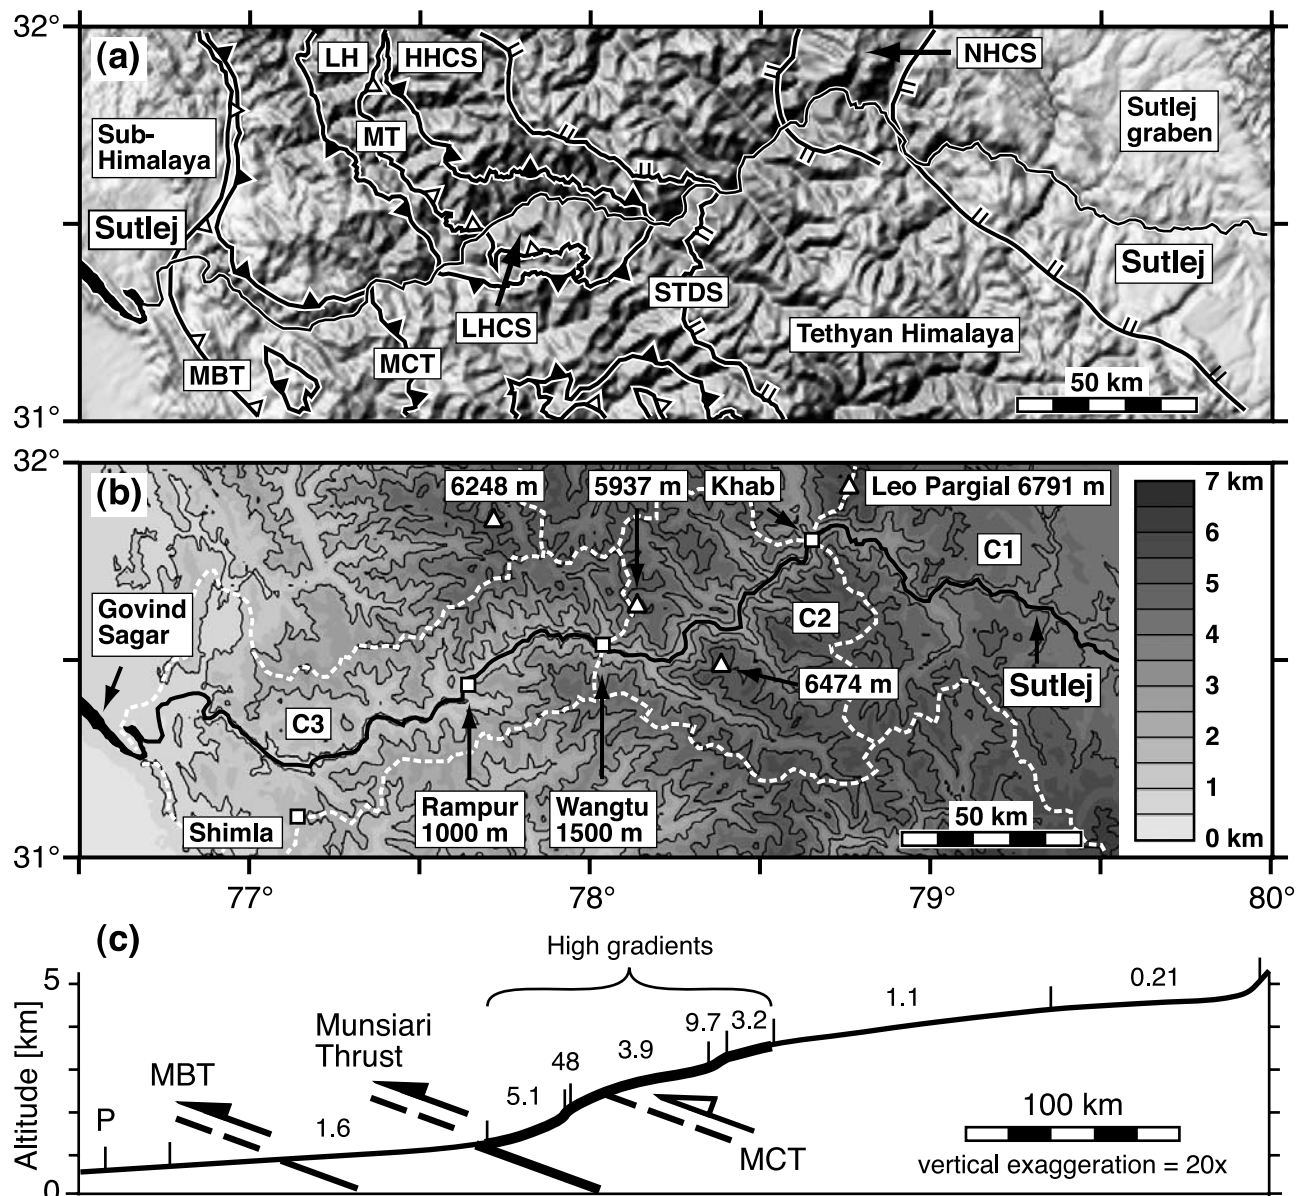 32°
(a)
LH
HHCS
NHCS
Sub-
Himalaya
MT
Sutlej
graben
Sutlej
Sutlej
STDS
LHCS
Tethyan Himalaya
MBT
MCT
50 km
31°
32°
(b)
6248 m
5937 m
Khab
Leo Pargial 6791 m
7 km
6
5
4
3
2
1
0 km
C1
C2
Govind
Sagar
6474 m
Sutlej
C3
Rampur
1000 m
Wangtu
1500 m
Shimla
50 km
31°
77°
78°
79°
80°
(c)
High gradients
5
Altitude [km]
0
Munsiari
Thrust
MBT
P
1.6
5.1
48
3.9
9.7
3.2
1.1
0.21
MCT
100 km
vertical exaggeration = 20x